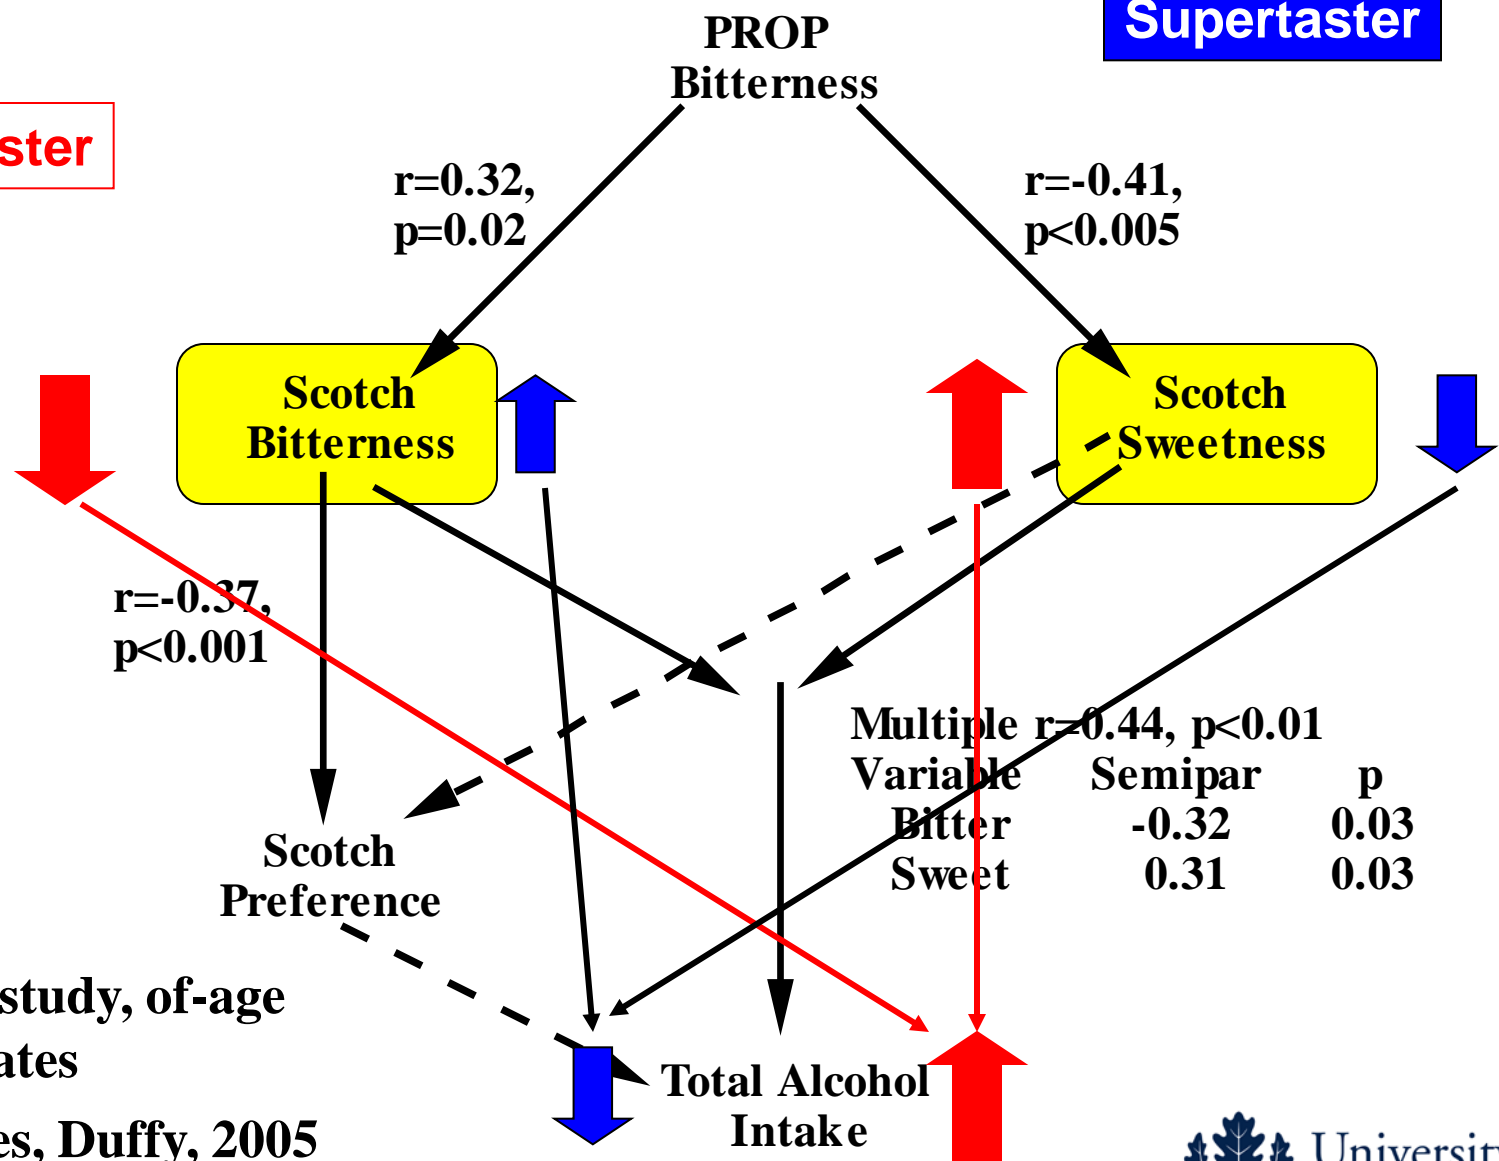 PROP
Bitterness
Supertaster
ster
r=0.32,
p=0.02
r=-0.41,
p<0.005
Scotch
Bitterness
Scotch
Sweetness
r=-0.37,
p<0.001
Multiple r=0.44, p<0.01
Variable Semipar p
Bitter -0.32 0.03
Sweet 0.31 0.03
Scotch
Preference
study, of-age
ates
es, Duffy, 2005
Total Alcohol
Intake
University